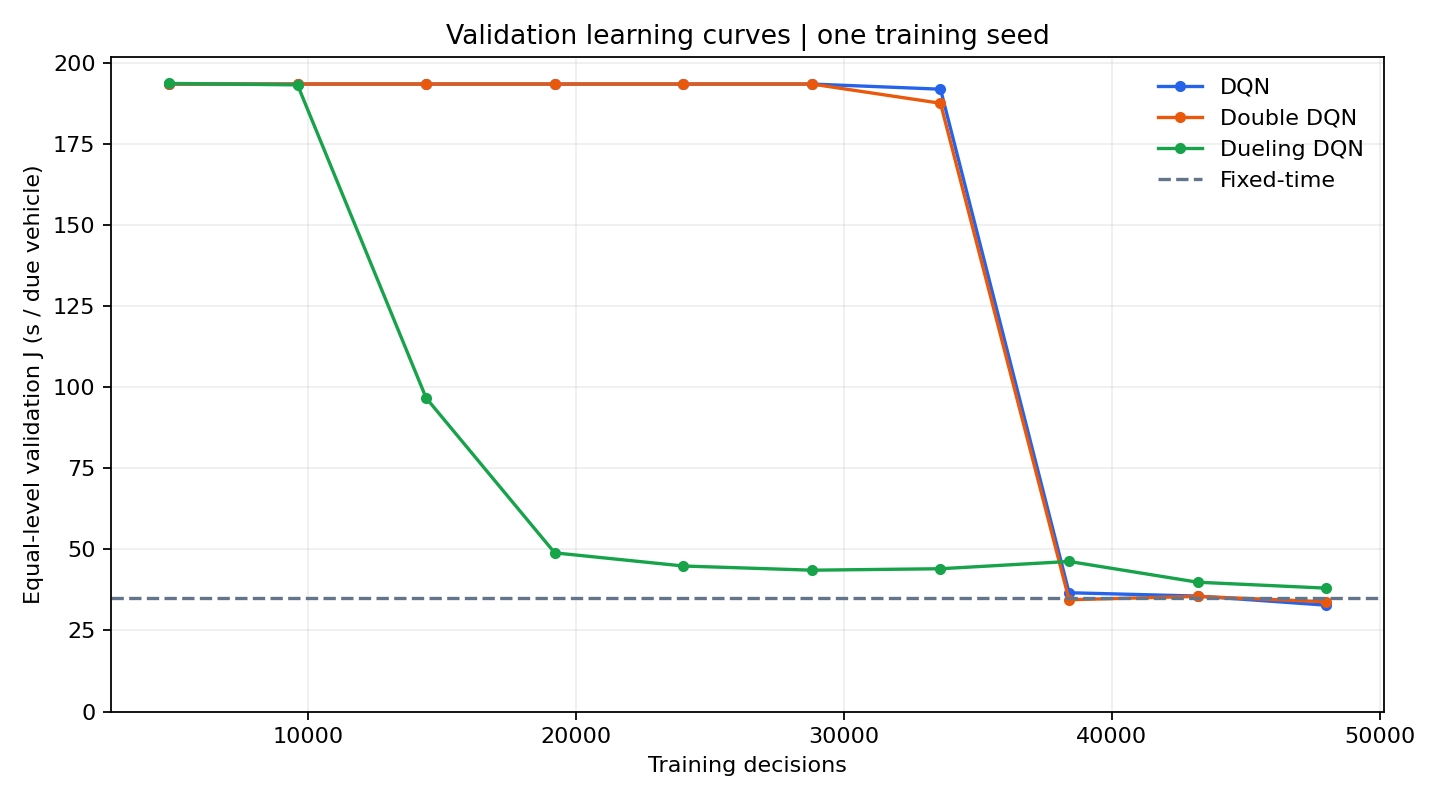 Validation learning curves | one training seed
Equal-level validation J (s / due vehicle)
200
175
150
125
100
75
50
25
0
DQN
Double DQN
Dueling DQN
Fixed-time
10000
20000
30000
40000
50000
Training decisions